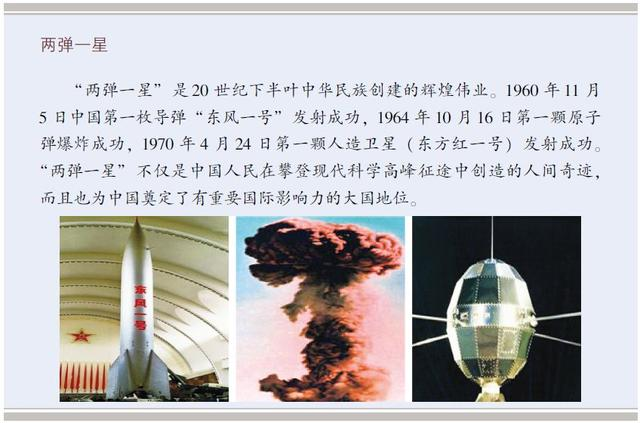 两弹一星
“两弹一星”是20世纪下半叶中华民族创建的辉煌伟业。1960年11月
5日中国第一枚导弹“东风一号”发射成功，1964年10月16日第一颗原子
弹爆炸成功，1970年4月24日第一颗人造卫星（东方红一号）发射成功。
“两弹一星”不仅是中国人民在攀登现代科学高峰征途中创造的人间奇迹，
而且也为中国奠定了有重要国际影响力的大国地位。
东风一号